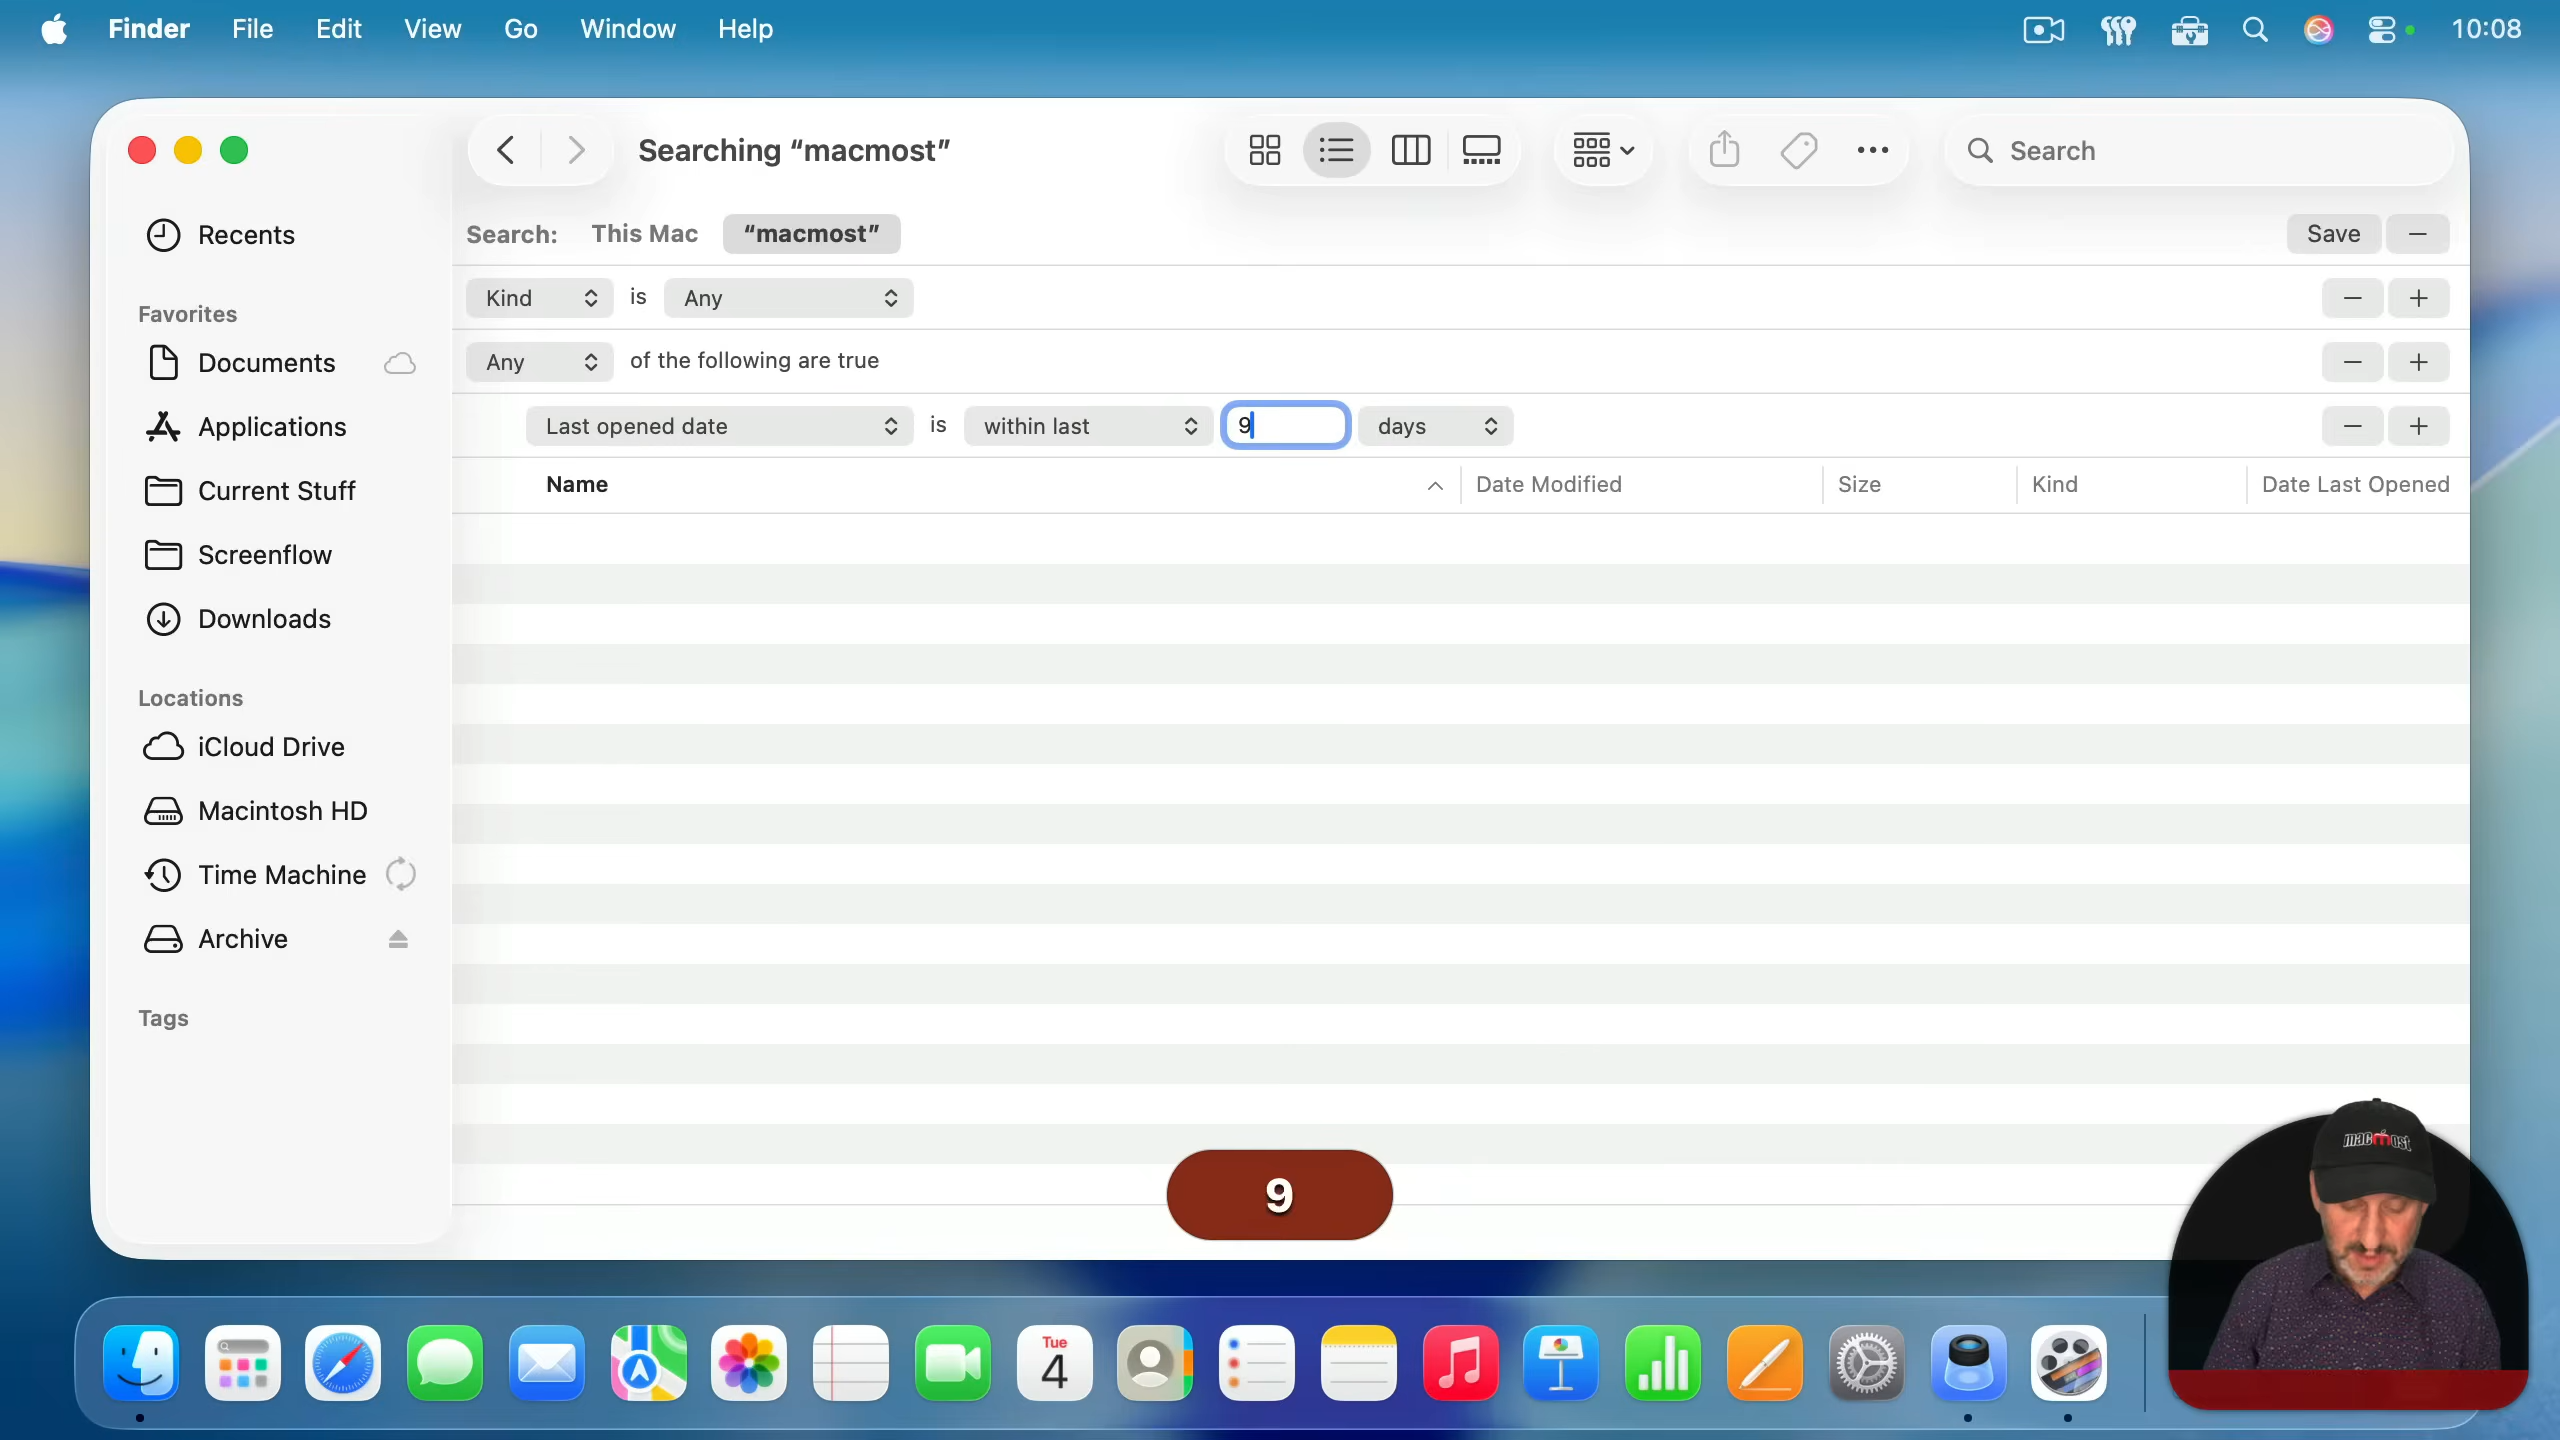 Finder File Edit View Go Window Help 10:08
Searching “macmost”
Search
Recents
Favorites
Documents
Applications
Current Stuff
Screenflow
Downloads
Locations
iCloud Drive
Macintosh HD
Time Machine
Archive
Tags
Search: This Mac “macmost” Save
Kind is Any
Any of the following are true
Last opened date is within last 9 days
Name Date Modified Size Kind Date Last Opened
9
macmost
Tue
4